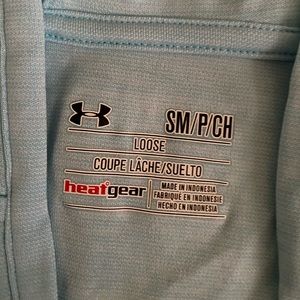 SM/P/CH
LOOSE
COUPE LÂCHE/SUELTO
heatgear
MADE IN INDONESIA
FABRIQUÉ EN INDONÉSIE
HECHO EN INDONESIA